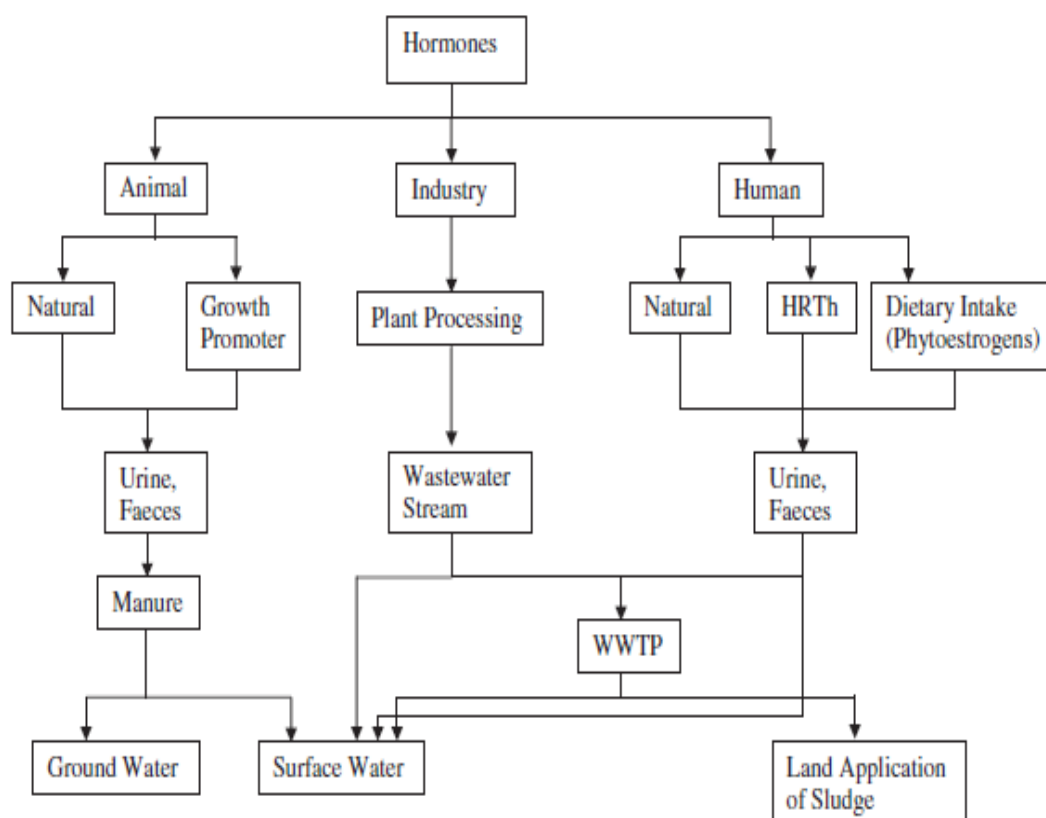 Hormones
Animal
Industry
Human
Natural
Growth
Promoter
Plant Processing
Natural
HRTh
Dietary Intake
(Phytoestrogens)
Urine,
Faeces
Wastewater
Stream
Urine,
Faeces
Manure
WWTP
Ground Water
Surface Water
Land Application
of Sludge